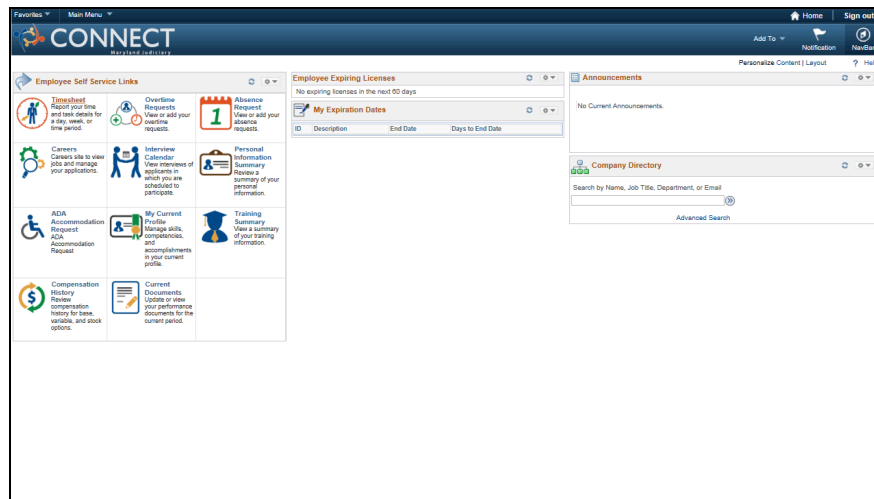 Favorites Main Menu Home Sign out
CONNECT
Maryland Judiciary
Add To Notification NavBar
Personalize Content | Layout ? Hel
Employee Self Service Links
Timesheet
Report your time
and task details for
a day, week, or
time period.
Overtime
Requests
View or add your
overtime
requests.
Absence
Request
View or add your
absence
requests.
1
Careers
Careers site to view
jobs and manage
your applications.
Interview
Calendar
View interviews of
applicants in
which you are
scheduled to
participate.
Personal
Information
Summary
Review a
summary of your
personal
information.
ADA
Accommodation
Request
ADA
Accommodation
Request
My Current
Profile
Manage skills,
competencies,
and
accomplishments
in your current
profile.
Training
Summary
View a summary
of your training
information.
Compensation
History
Review
compensation
history for base,
variable, and stock
options.
$
Current
Documents
Update or view
your performance
documents for the
current period.
Employee Expiring Licenses
No expiring licenses in the next 60 days
My Expiration Dates
ID Description End Date Days to End Date
Announcements
No Current Announcements.
Company Directory
Search by Name, Job Title, Department, or Email
Advanced Search